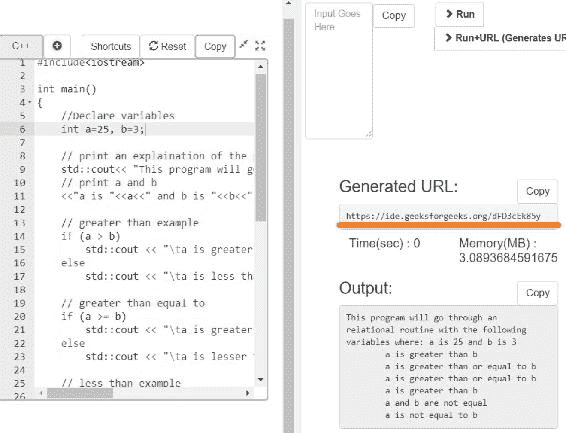 C++
Shortcuts
Reset
Copy
1 #include<iostream>
2
3 int main()
4 {
5 //Declare variables
6 int a=25, b=3;
7
8 // print an explaination of the
9 std::cout<< "This program will g
10 // print a and b
11 <<"a is "<<a<<" and b is "<<b<<"
12
13 // greater than example
14 if (a > b)
15 std::cout << "\ta is greater
16 else
17 std::cout << "\ta is less th
18
19 // greater than equal to
20 if (a >= b)
21 std::cout << "\ta is greater
22 else
23 std::cout << "\ta is lesser
24
25 // less than example
26
Input Goes
Here
Copy
Run
Run+URL (Generates UR
Generated URL:
Copy
https://ide.geeksforgeeks.org/
Time(sec) : 0
Memory(MB) :
3.0893684591675
Output:
Copy
This program will go through an
relational routine with the following
variables where: a is 25 and b is 3
a is greater than b
a is greater than or equal to b
a is greater than or equal to b
a is greater than b
a and b are not equal
a is not equal to b